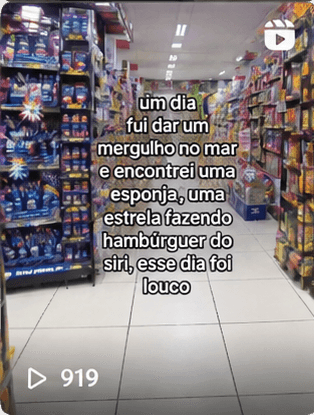 um dia
fui dar um
mergulho no mar
e encontrei uma
esponja, uma
estrela fazendo
hambúrguer do
siri, esse dia foi
louco
919